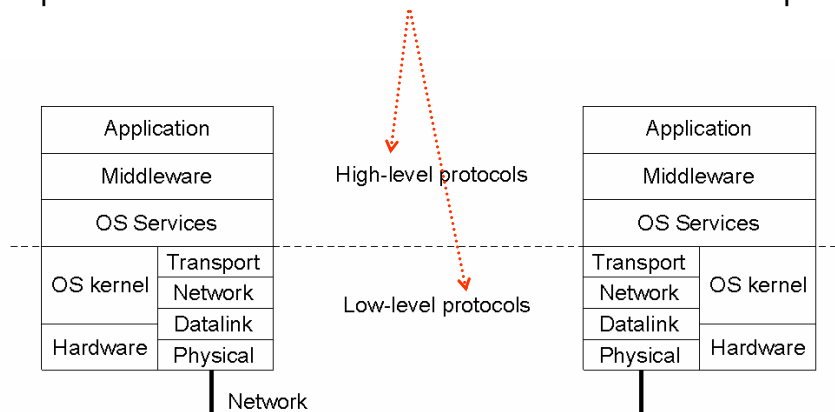 Application
Middleware
OS Services
OS kernel
Hardware
Transport
Network
Datalink
Physical
High-level protocols
Low-level protocols
Application
Middleware
OS Services
Transport
Network
Datalink
Physical
OS kernel
Hardware
Network